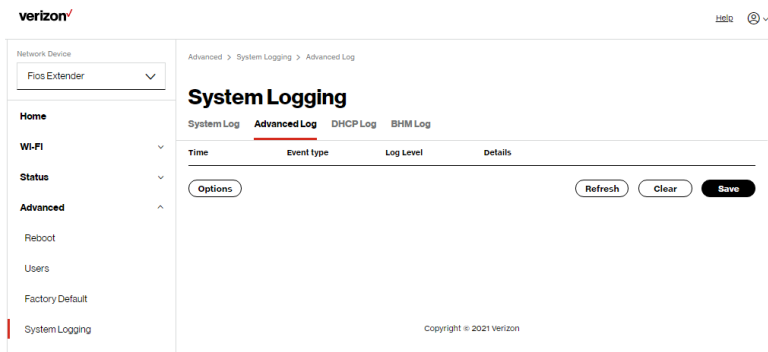 verizon✓
Help
Network Device
Fios Extender
Advanced > System Logging > Advanced Log
System Logging
System Log Advanced Log DHCP Log BHM Log
Time Event type Log Level Details
Options Refresh Clear Save
Home
Wi-Fi
Status
Advanced
Reboot
Users
Factory Default
System Logging
Copyright © 2021 Verizon